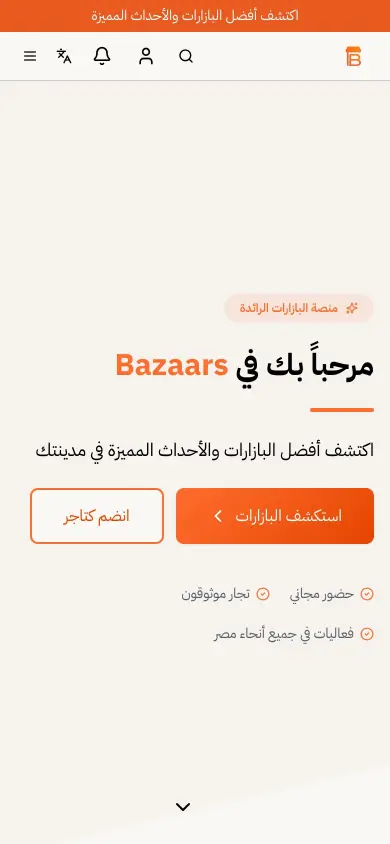 اكتشف أفضل البازارات والأحداث المميزة
B
منصة البازارات الرائدة
مرحباً بك في Bazaars
اكتشف أفضل البازارات والأحداث المميزة في مدينتك
استكشف البازارات
انضم كتاجر
حضور مجاني
تجار موثوقون
فعاليات في جميع أنحاء مصر